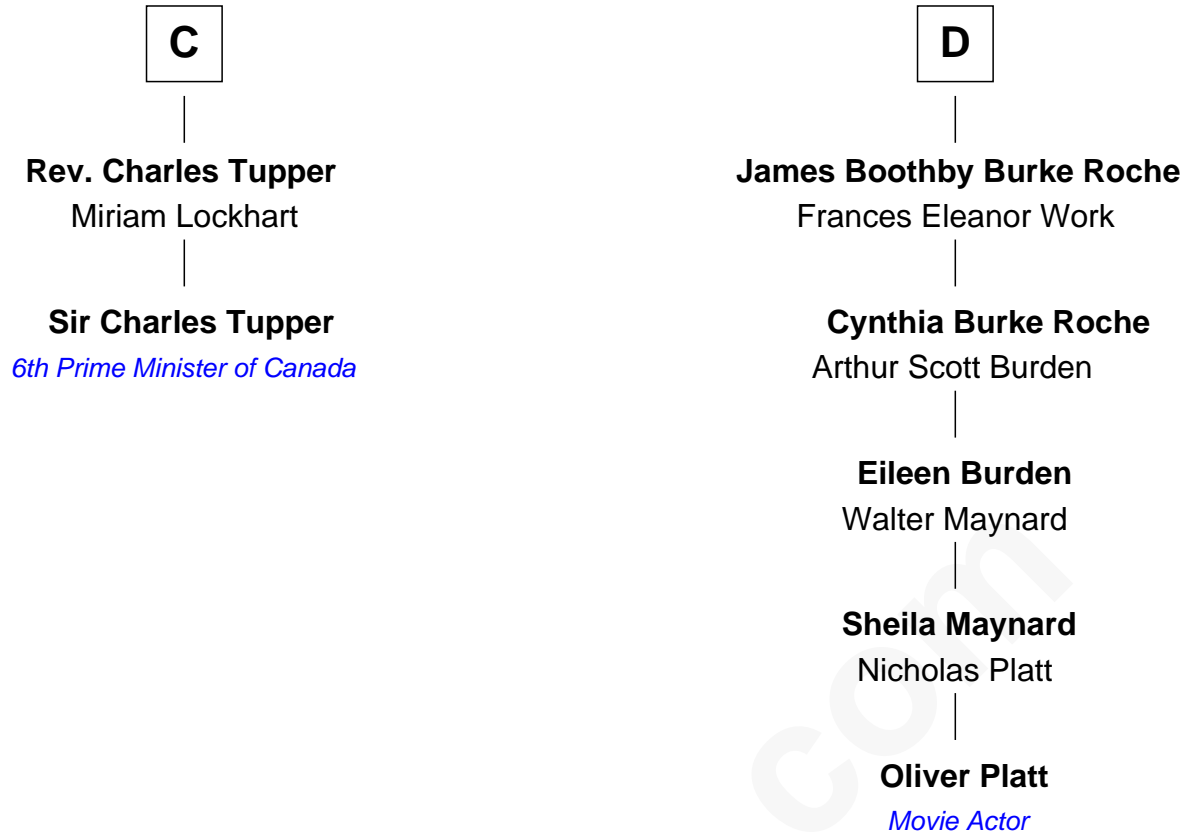 C
Rev. Charles Tupper
Miriam Lockhart
Sir Charles Tupper
6th Prime Minister of Canada
D
James Boothby Burke Roche
Frances Eleanor Work
Cynthia Burke Roche
Arthur Scott Burden
Eileen Burden
Walter Maynard
Sheila Maynard
Nicholas Platt
Oliver Platt
Movie Actor
com